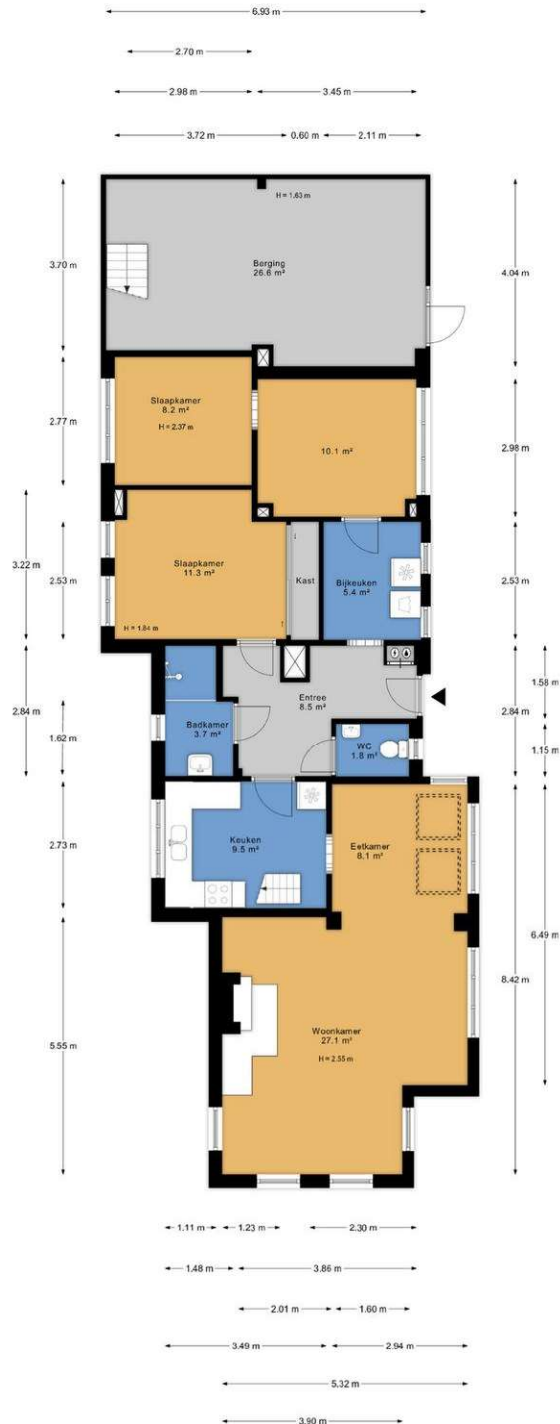 6.93 m
2.70 m
2.98 m
3.45 m
3.72 m
0.60 m
2.11 m
H = 1.63 m
3.70 m
Berging
26.6 m²
4.04 m
Slaapkamer
8.2 m²
H = 2.37 m
2.77 m
10.1 m²
2.98 m
3.22 m
2.53 m
Slaapkamer
11.3 m²
Kast
Bijkeuken
5.4 m²
2.53 m
H = 1.84 m
2.84 m
1.62 m
Entree
8.5 m²
Badkamer
3.7 m²
WC
1.8 m²
1.58 m
2.84 m
1.15 m
2.73 m
Keuken
9.5 m²
Eetkamer
8.1 m²
6.49 m
8.42 m
5.55 m
Woonkamer
27.1 m²
H = 2.55 m
1.11 m
1.23 m
2.30 m
1.48 m
3.86 m
2.01 m
1.60 m
3.49 m
2.94 m
5.32 m
3.90 m